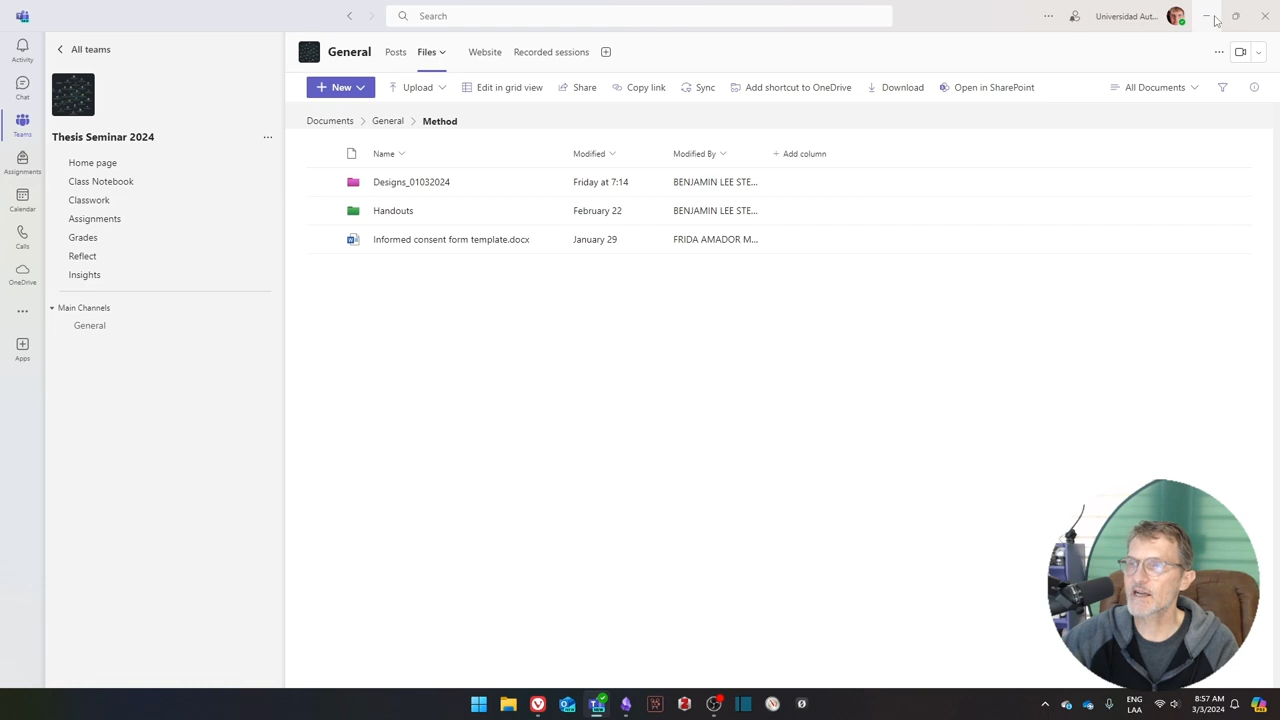 Search
Universidad Aut...
Activity
Chat
Teams
Assignments
Calendar
Calls
OneDrive
Apps
All teams
Thesis Seminar 2024
Home page
Class Notebook
Classwork
Assignments
Grades
Reflect
Insights
Main Channels
General
General Posts Files Website Recorded sessions
New Upload Edit in grid view Share Copy link Sync Add shortcut to OneDrive Download Open in SharePoint All Documents
Documents General Method
Name Modified Modified By Add column
Designs_01032024 Friday at 7:14 BENJAMIN LEE STE...
Handouts February 22 BENJAMIN LEE STE...
Informed consent form template.docx January 29 FRIDA AMADOR M...
ENG
LAA
8:57 AM
3/3/2024